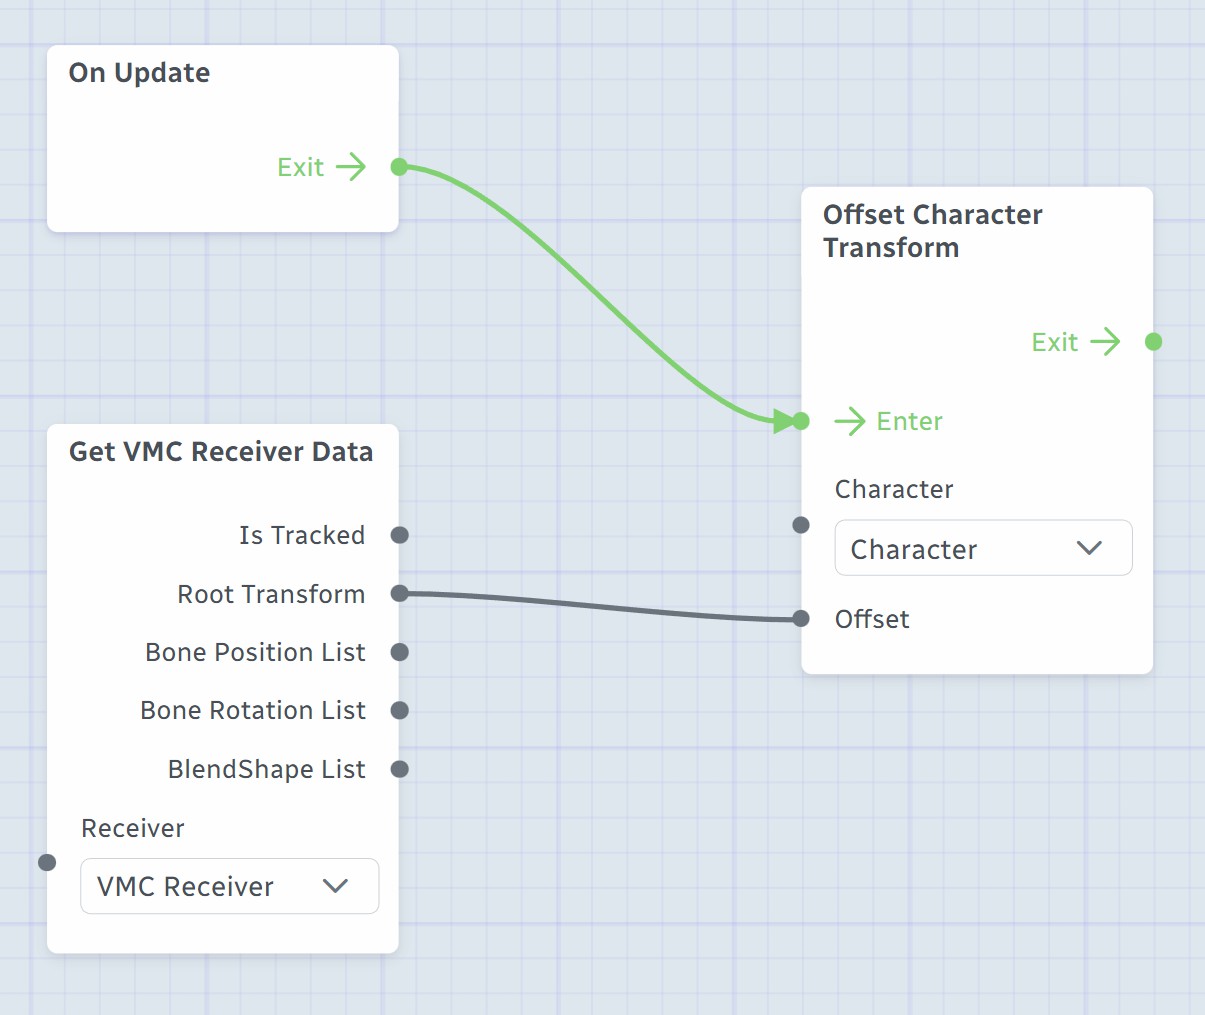 On Update
Exit
Offset Character
Transform
Exit
Enter
Character
Character
Offset
Get VMC Receiver Data
Is Tracked
Root Transform
Bone Position List
Bone Rotation List
BlendShape List
Receiver
VMC Receiver